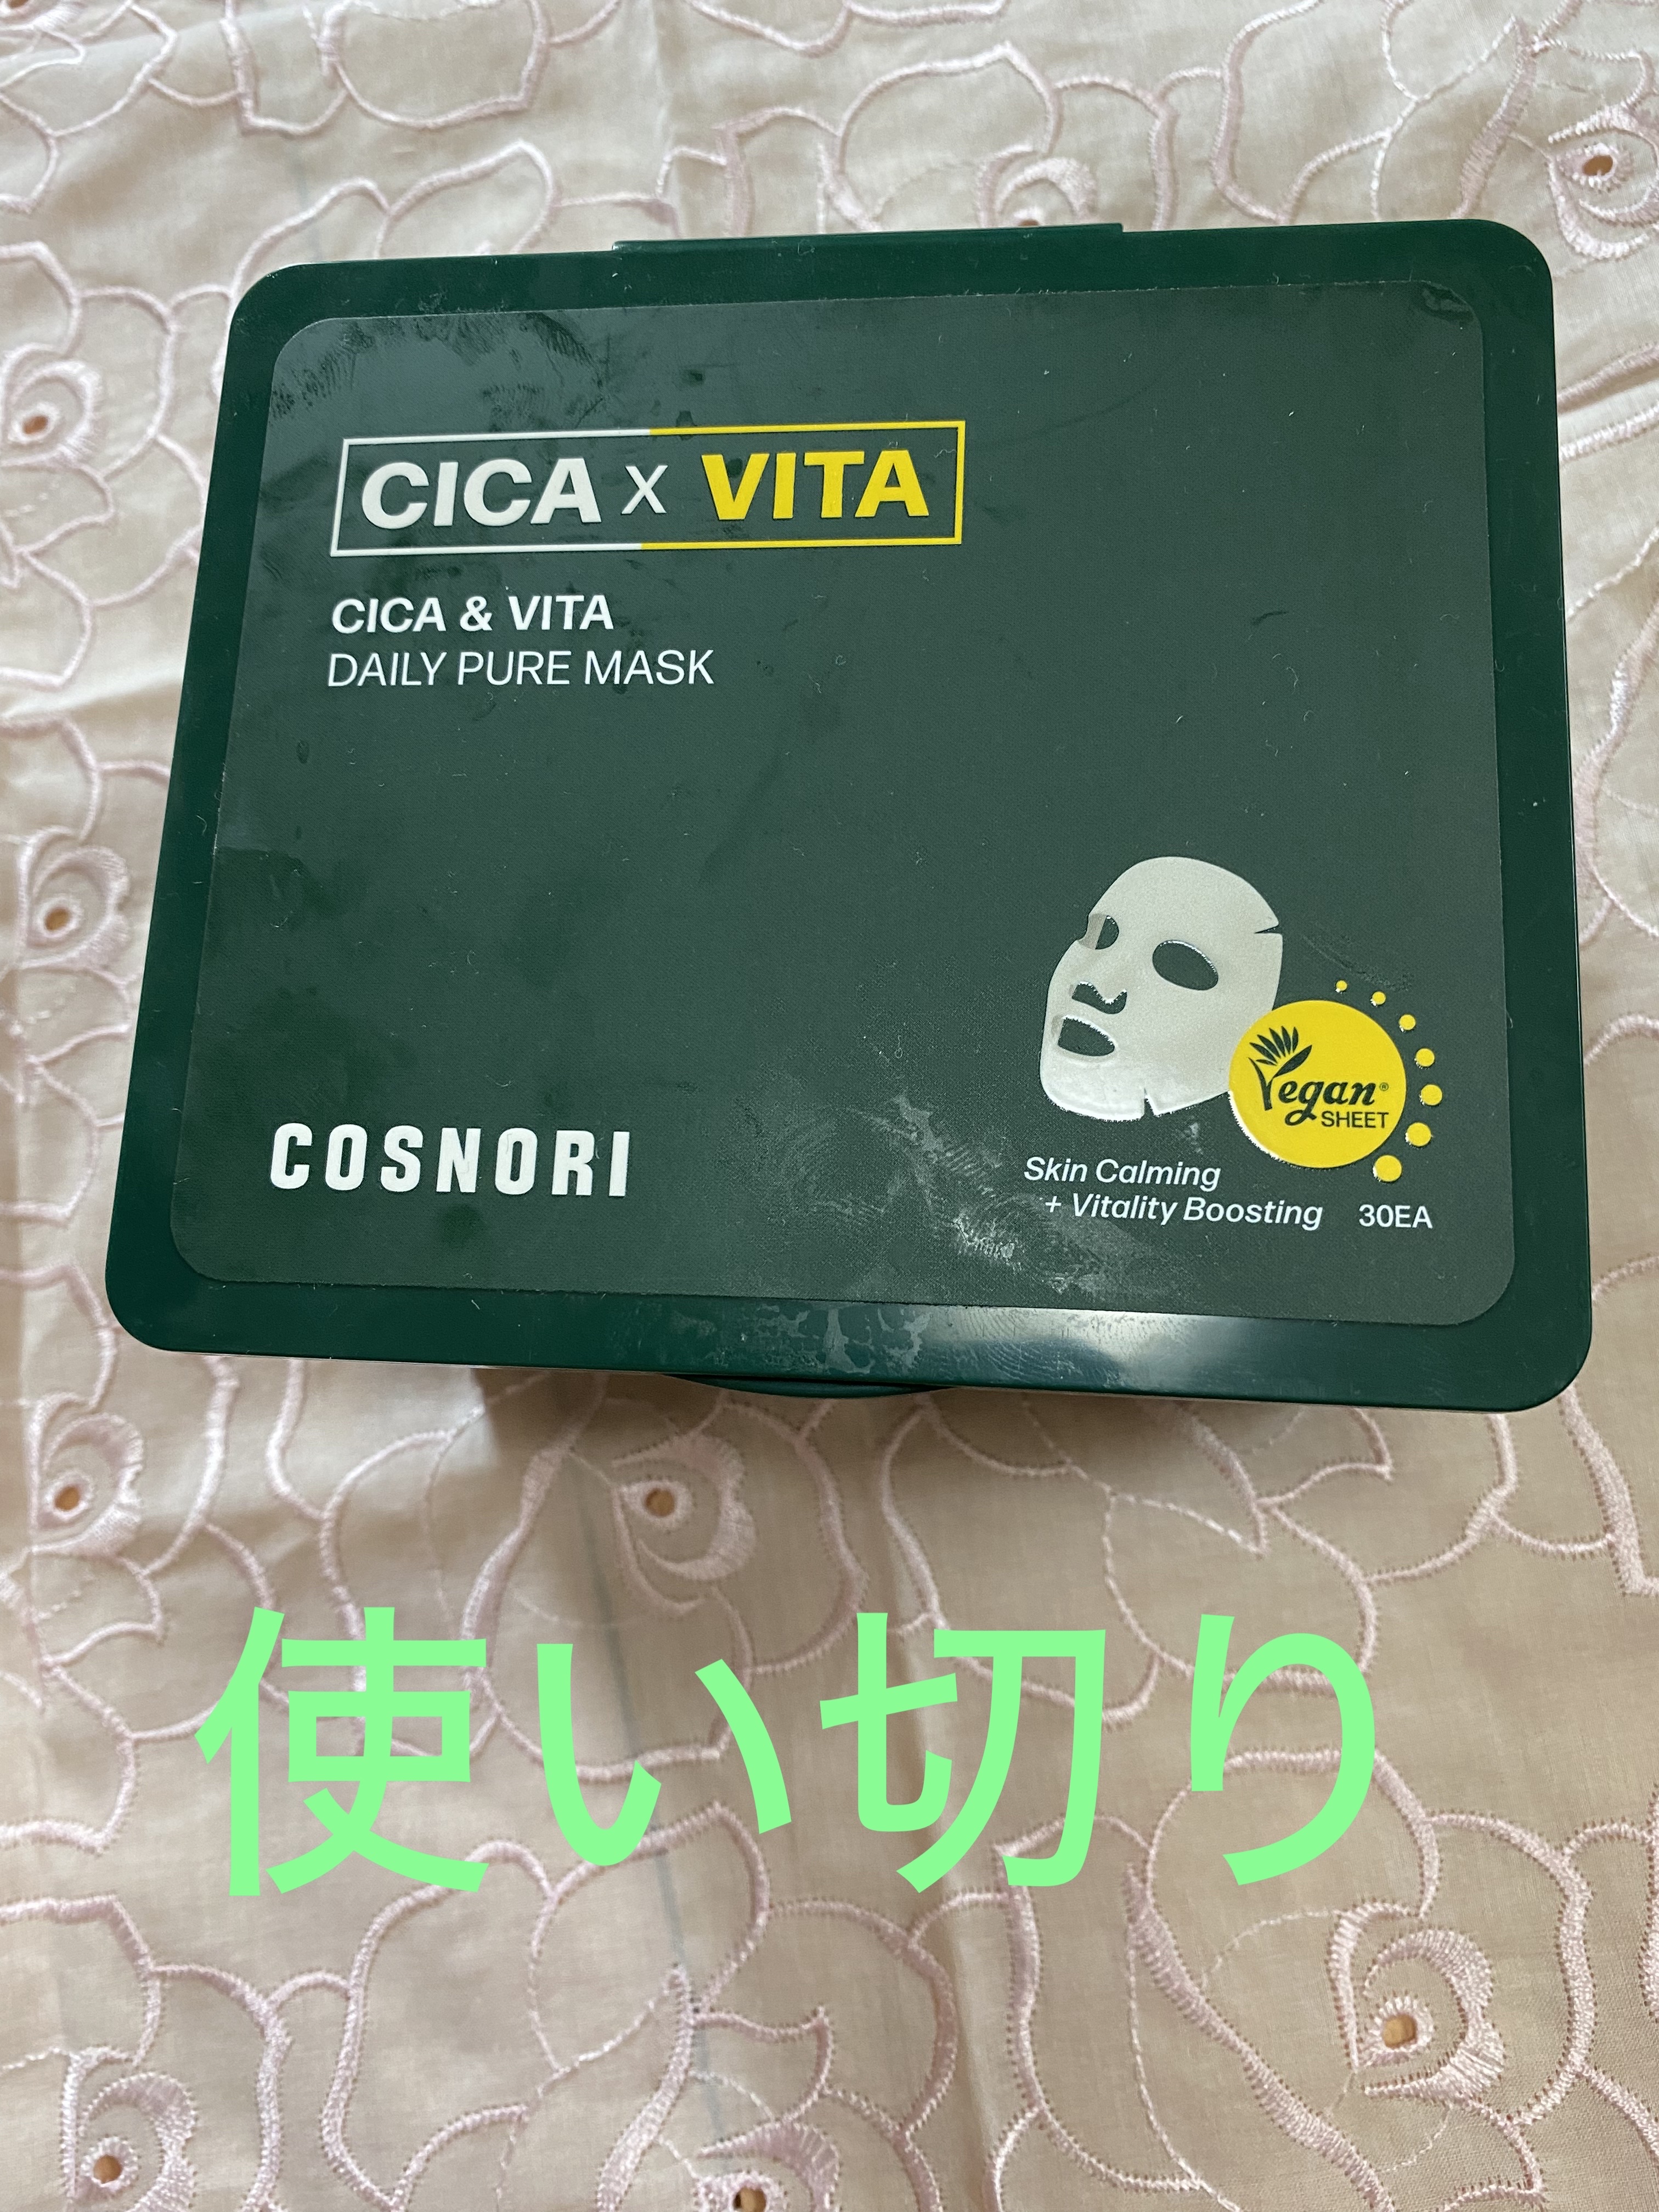 CICA x VITA
CICA & VITA
DAILY PURE MASK
Vegan®
SHEET
COSNORI
Skin Calming
+ Vitality Boosting 30EA
使い切り